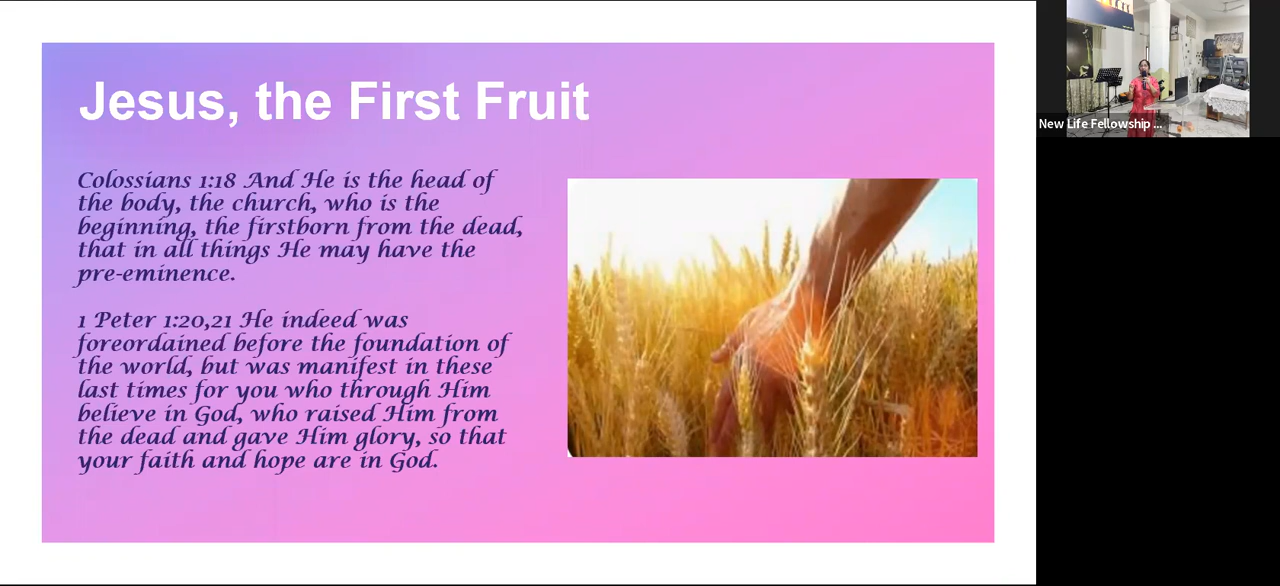 Jesus, the First Fruit
Colossians 1:18 And He is the head of
the body, the church, who is the
beginning, the firstborn from the dead,
that in all things He may have the
pre-eminence.
1 Peter 1:20,21 He indeed was
foreordained before the foundation of
the world, but was manifest in these
last times for you who through Him
believe in God, who raised Him from
the dead and gave Him glory, so that
your faith and hope are in God.
New Life Fellowship ...